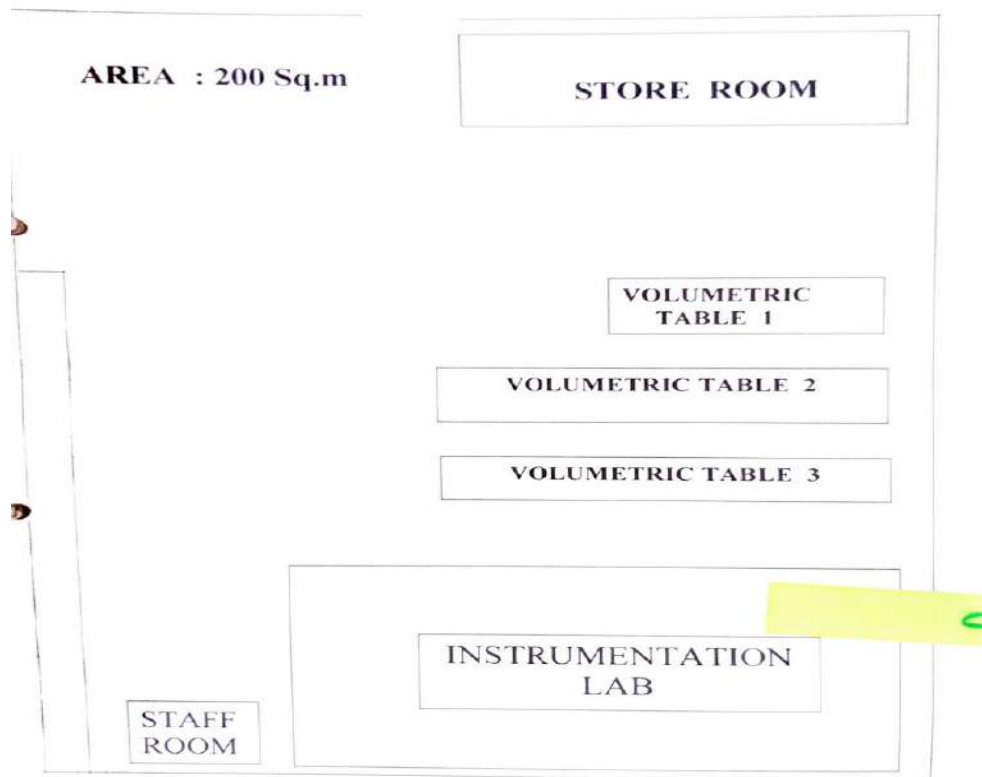 AREA : 200 Sq.m
STORE ROOM
VOLUMETRIC
TABLE 1
VOLUMETRIC TABLE 2
VOLUMETRIC TABLE 3
INSTRUMENTATION
LAB
STAFF
ROOM